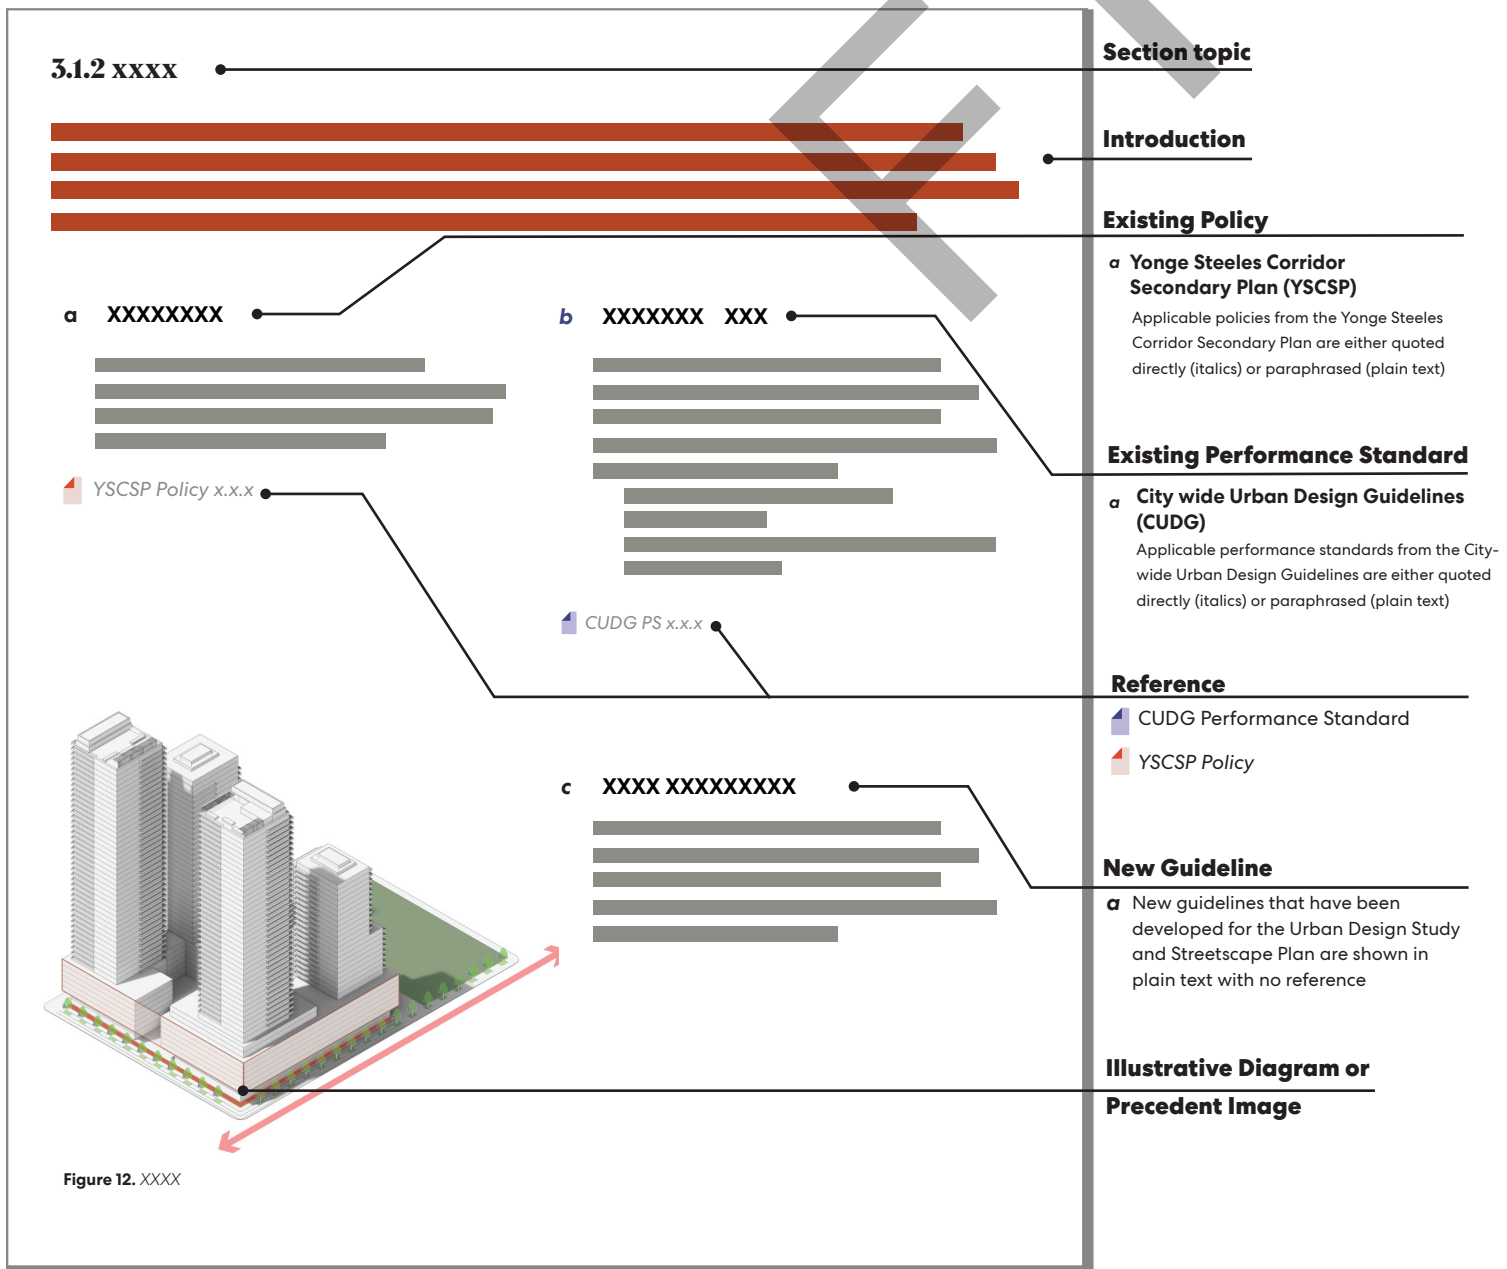 3.1.2 xxxx
Section topic
Introduction
Existing Policy
a Yonge Steeles Corridor
Secondary Plan (YSCSP)
Applicable policies from the Yonge Steeles
Corridor Secondary Plan are either quoted
directly (italics) or paraphrased (plain text)
a XXXXXXXX
b XXXXXXX XXX
YSCSP Policy x.x.x
Existing Performance Standard
a City wide Urban Design Guidelines
(CUDG)
Applicable performance standards from the City-
wide Urban Design Guidelines are either quoted
directly (italics) or paraphrased (plain text)
CUDG PS x.x.x
Reference
CUDG Performance Standard
YSCSP Policy
c XXXX XXXXXXXXX
New Guideline
a New guidelines that have been
developed for the Urban Design Study
and Streetscape Plan are shown in
plain text with no reference
Illustrative Diagram or
Precedent Image
Figure 12. XXXX